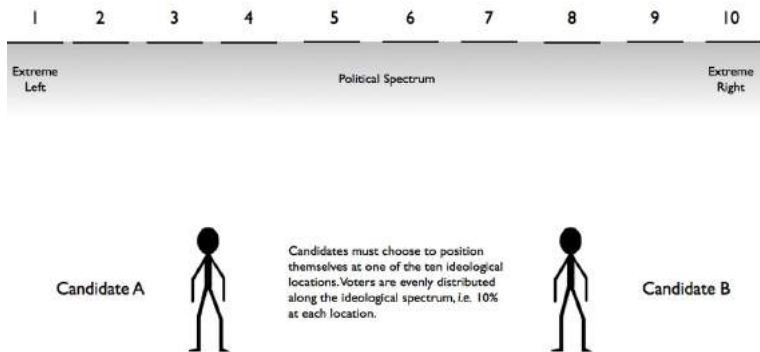 1 2 3 4 5 6 7 8 9 10
Extreme Left
Political Spectrum
Extreme Right
Candidates must choose to position
themselves at one of the ten ideological
locations. Voters are evenly distributed
along the ideological spectrum, i.e. 10%
at each location.
Candidate A
Candidate B